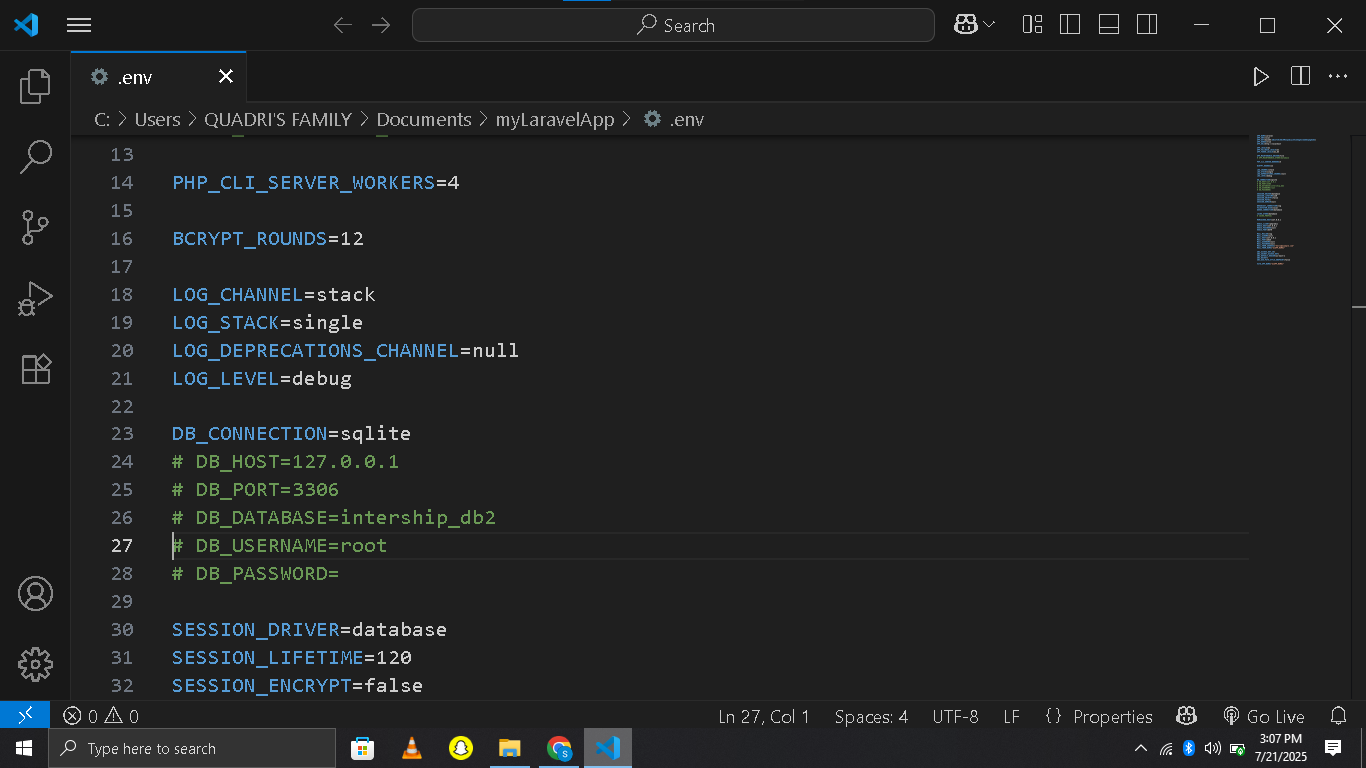 Search
.env
C: > Users > QUADRI'S FAMILY > Documents > myLaravelApp > .env
13
14 PHP_CLI_SERVER_WORKERS=4
15
16 BCRYPT_ROUNDS=12
17
18 LOG_CHANNEL=stack
19 LOG_STACK=single
20 LOG_DEPRECATIONS_CHANNEL=null
21 LOG_LEVEL=debug
22
23 DB_CONNECTION=sqlite
24 # DB_HOST=127.0.0.1
25 # DB_PORT=3306
26 # DB_DATABASE=intership_db2
27 # DB_USERNAME=root
28 # DB_PASSWORD=
29
30 SESSION_DRIVER=database
31 SESSION_LIFETIME=120
32 SESSION_ENCRYPT=false
0 0 Ln 27, Col 1 Spaces: 4 UTF-8 LF {} Properties Go Live
Type here to search
3:07 PM
7/21/2025